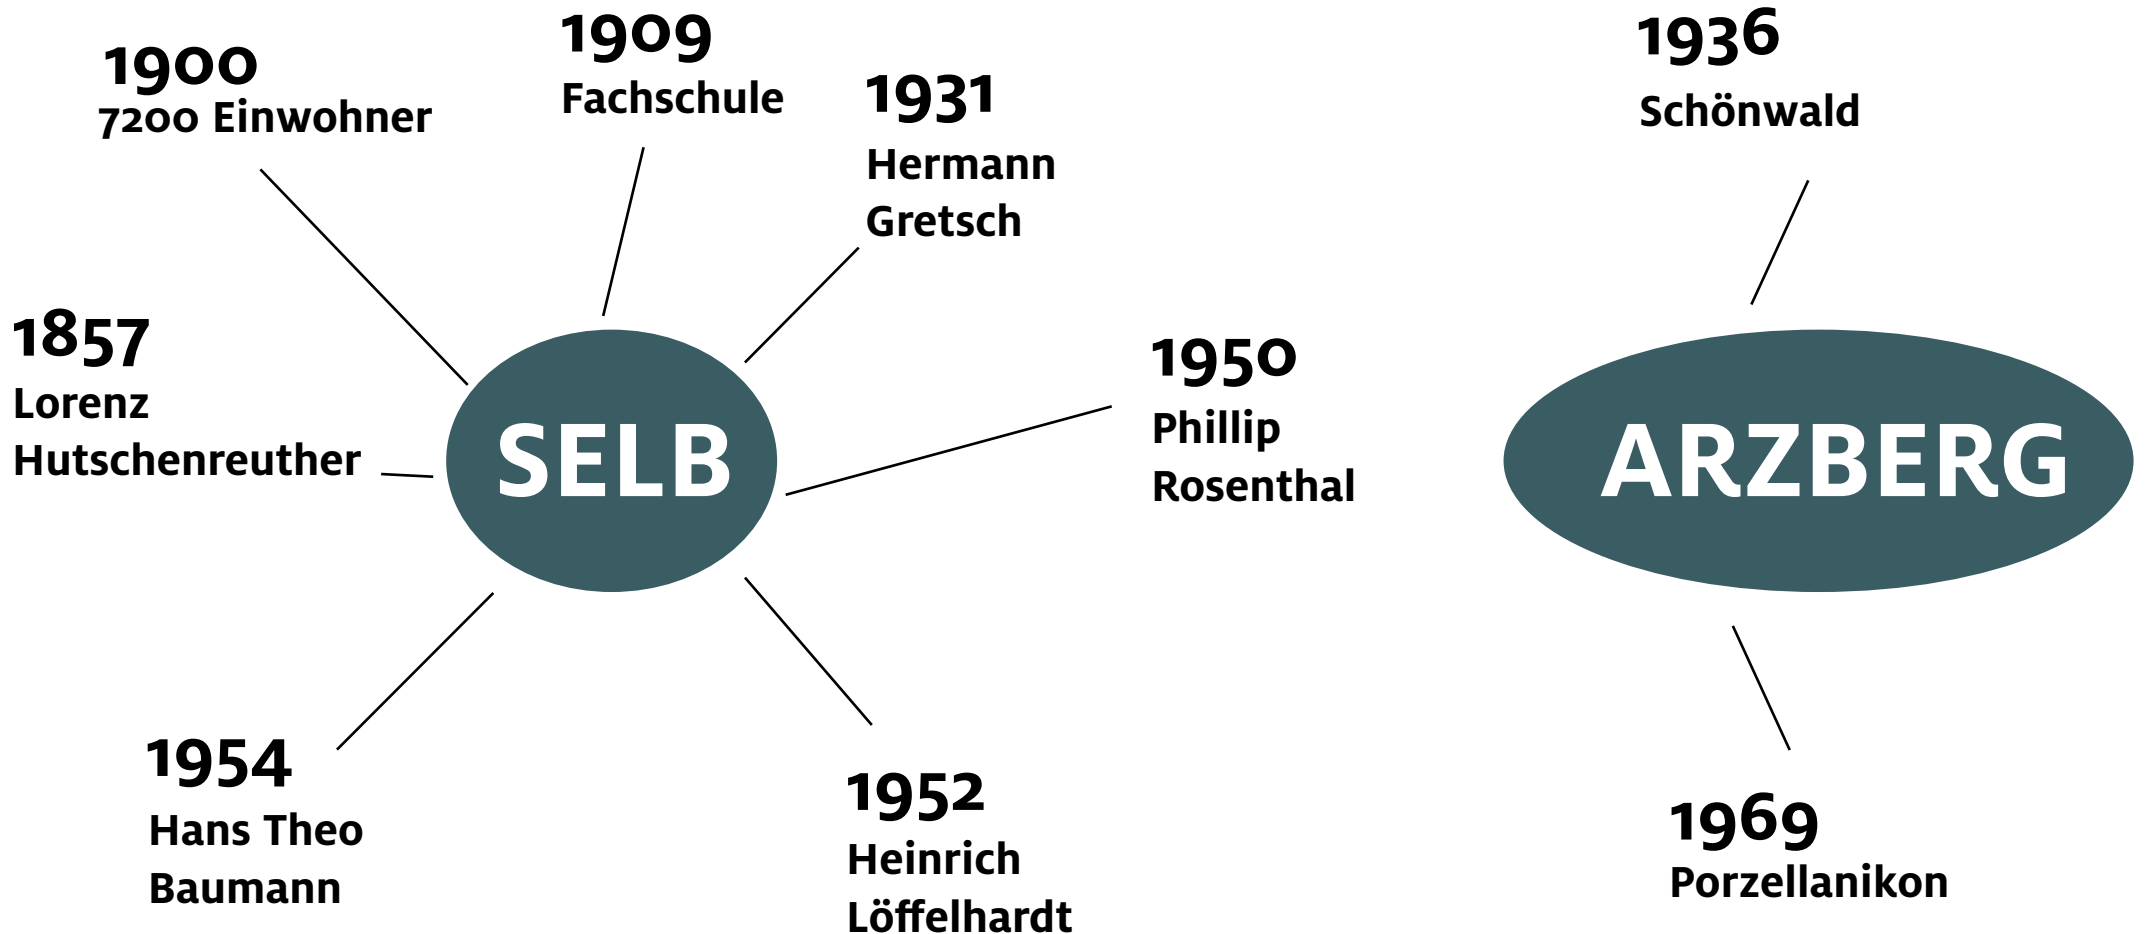 1900
7200 Einwohner
1909
Fachschule
1931
Hermann
Gretsch
1857
Lorenz
Hutschenreuther
SELB
1950
Phillip
Rosenthal
1954
Hans Theo
Baumann
1952
Heinrich
Löffelhardt
1936
Schönwald
ARZBERG
1969
Porzellanikon